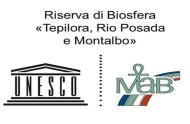 Riserva di Biosfera
«Tepilora, Rio Posada
e Montalbo»
UNESCO
MAB